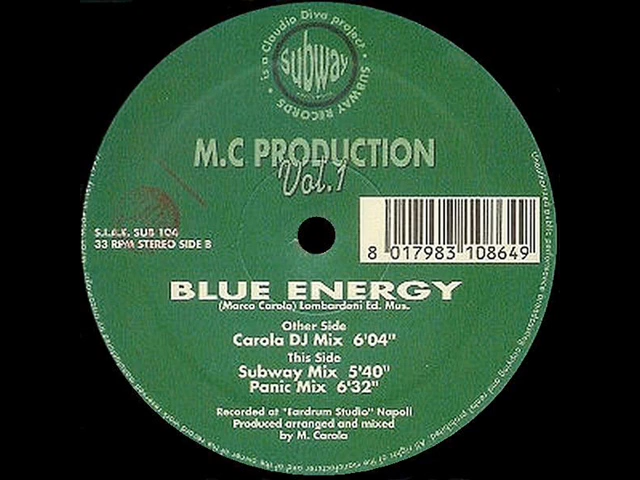 • is a Claudio Diva project • SUBWAY RECORDS
subway
M.C PRODUCTION
Vol.1
S.I.A.E. SUB 104
33 RPM STEREO SIDE B
8 017983 108649
BLUE ENERGY
(Marco Carola) Lombardoni Ed. Mus.
Other Side
Carola DJ Mix 6'04"
This Side
Subway Mix 5'40"
Panic Mix 6'32"
Recorded at "Eardrum Studio" Napoli
Produced arranged and mixed
by M. Carola